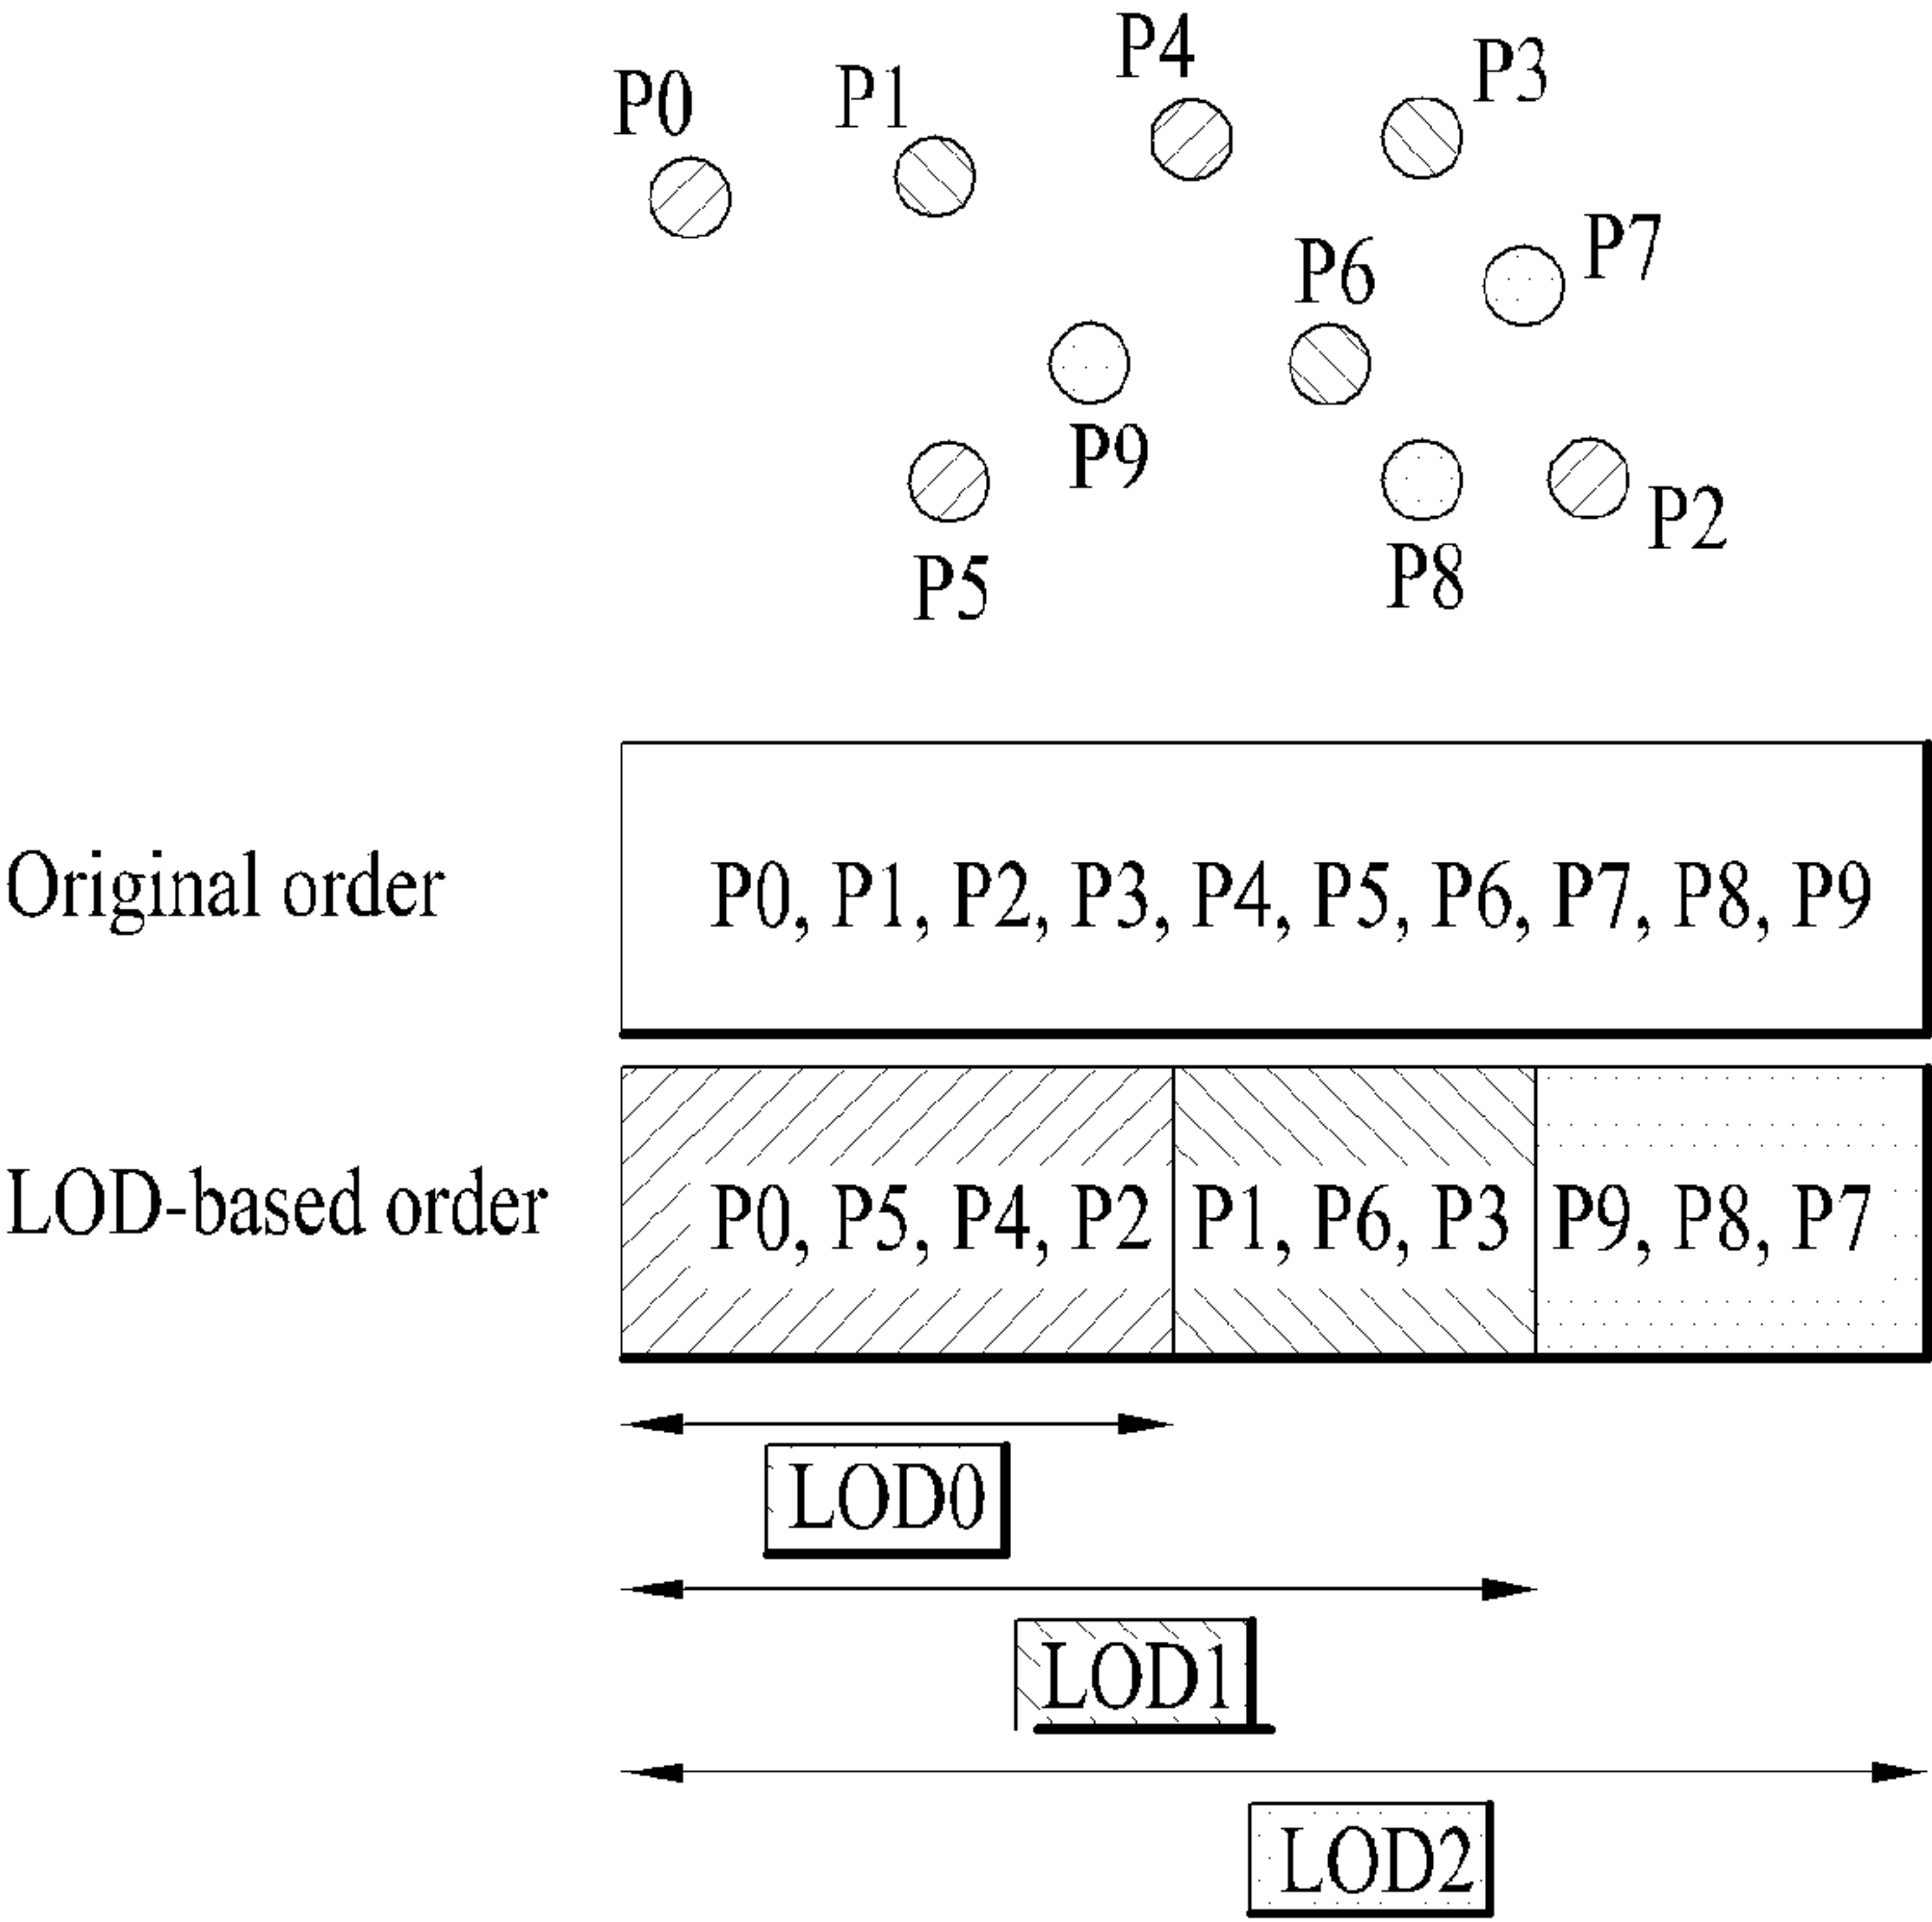 P4
P3
P0
P1
P7
P6
P9
P2
P5
P8
Original order
P0, P1, P2, P3, P4, P5, P6, P7, P8, P9
LOD-based order
P0, P5, P4, P2
P1, P6, P3
P9, P8, P7
LOD0
LOD1
LOD2